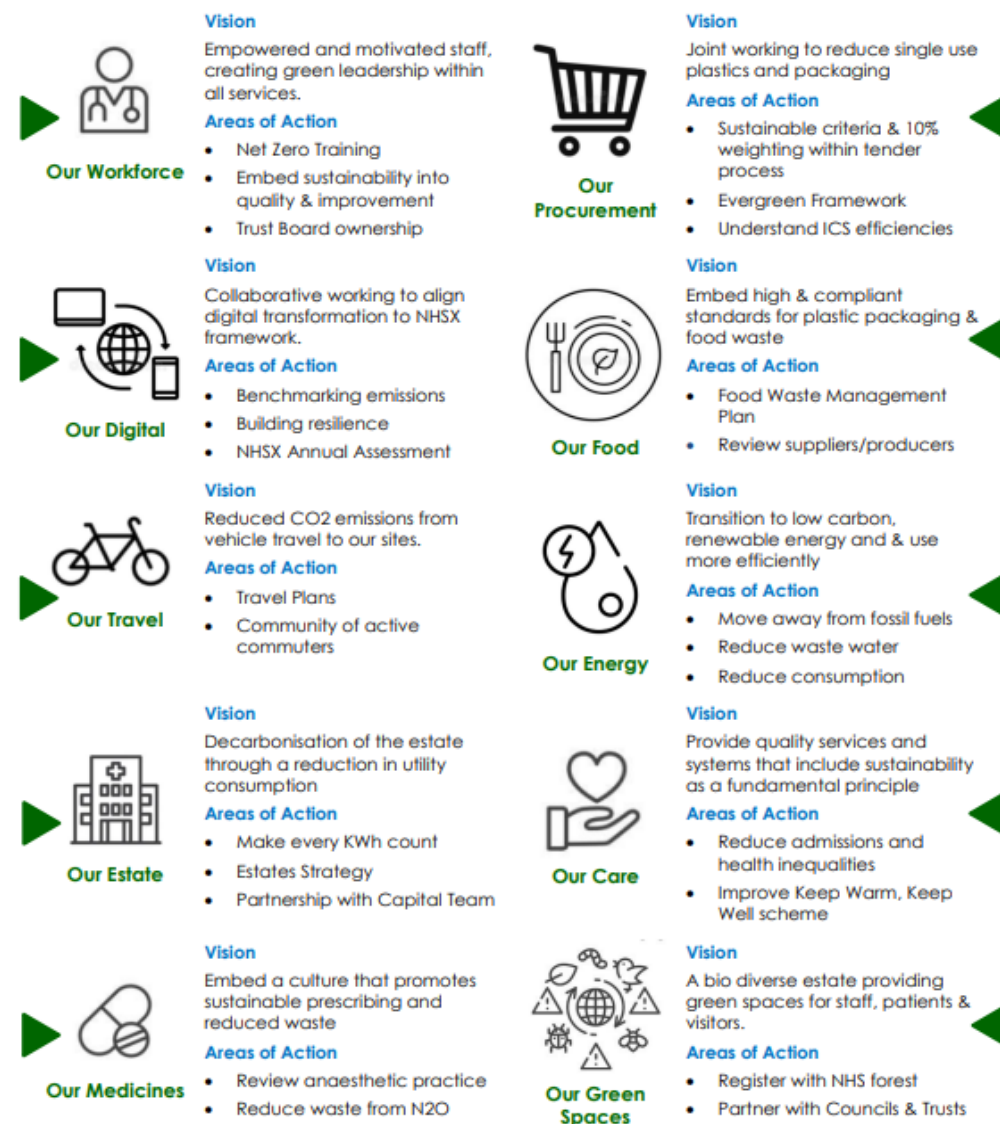 Our Workforce
Vision
Empowered and motivated staff,
creating green leadership within
all services.
Areas of Action
• Net Zero Training
• Embed sustainability into
quality & improvement
• Trust Board ownership
Our
Procurement
Vision
Joint working to reduce single use
plastics and packaging
Areas of Action
• Sustainable criteria & 10%
weighting within tender
process
• Evergreen Framework
• Understand ICS efficiencies
Our Digital
Vision
Collaborative working to align
digital transformation to NHSX
framework.
Areas of Action
• Benchmarking emissions
• Building resilience
• NHSX Annual Assessment
Our Food
Vision
Embed high & compliant
standards for plastic packaging &
food waste
Areas of Action
• Food Waste Management
Plan
• Review suppliers/producers
Our Travel
Vision
Reduced CO2 emissions from
vehicle travel to our sites.
Areas of Action
• Travel Plans
• Community of active
commuters
Our Energy
Vision
Transition to low carbon,
renewable energy and & use
more efficiently
Areas of Action
• Move away from fossil fuels
• Reduce waste water
• Reduce consumption
Our Estate
Vision
Decarbonisation of the estate
through a reduction in utility
consumption
Areas of Action
• Make every KWh count
• Estates Strategy
• Partnership with Capital Team
Our Care
Vision
Provide quality services and
systems that include sustainability
as a fundamental principle
Areas of Action
• Reduce admissions and
health inequalities
• Improve Keep Warm, Keep
Well scheme
Our Medicines
Vision
Embed a culture that promotes
sustainable prescribing and
reduced waste
Areas of Action
• Review anaesthetic practice
• Reduce waste from N2O
Our Green
Spaces
Vision
A bio diverse estate providing
green spaces for staff, patients &
visitors.
Areas of Action
• Register with NHS forest
• Partner with Councils & Trusts